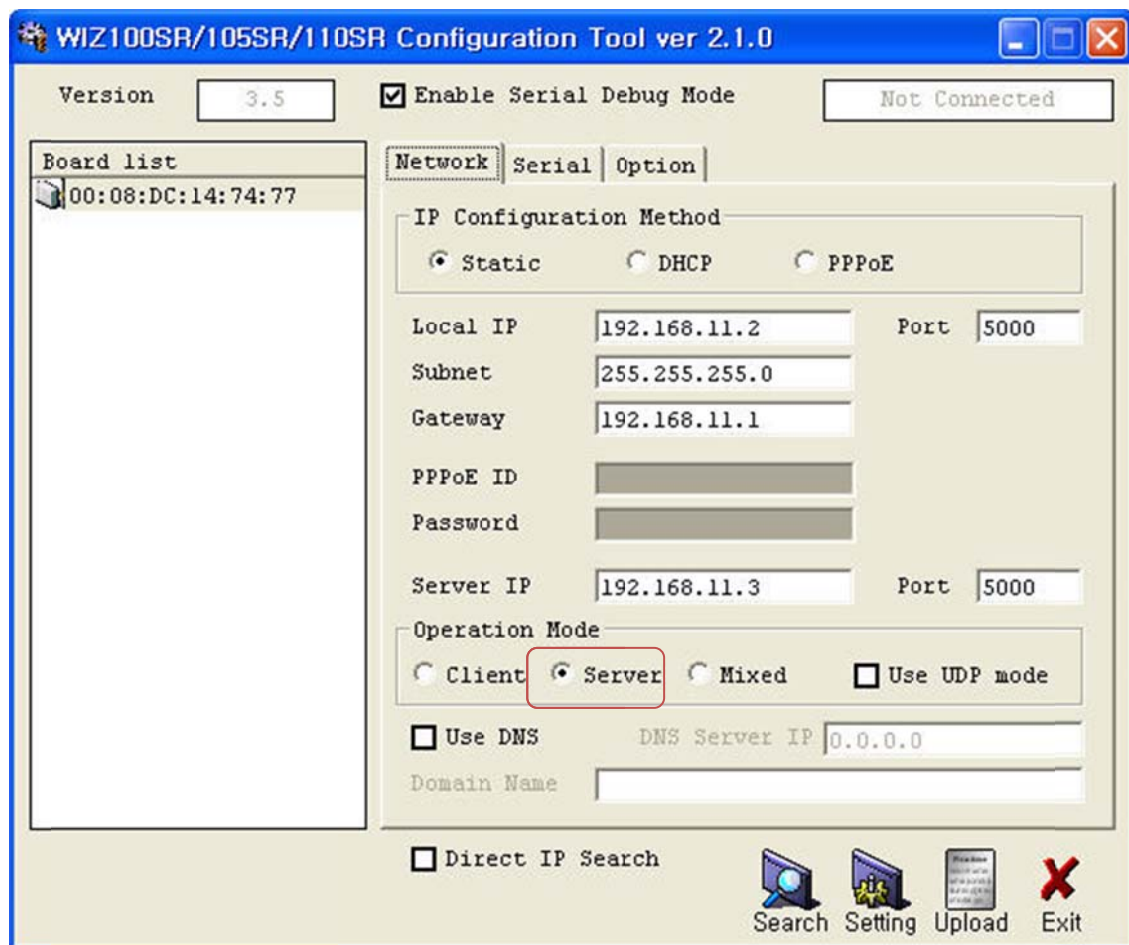 WIZ100SR/105SR/110SR Configuration Tool ver 2.1.0
Version 3.5 Enable Serial Debug Mode Not Connected
Board list
00:08:DC:14:74:77
Network Serial Option
IP Configuration Method
Static DHCP PPPoE
Local IP 192.168.11.2 Port 5000
Subnet 255.255.255.0
Gateway 192.168.11.1
PPPoE ID
Password
Server IP 192.168.11.3 Port 5000
Operation Mode
Client Server Mixed Use UDP mode
Use DNS DNS Server IP 0.0.0.0
Domain Name
Direct IP Search
Search Setting Upload Exit